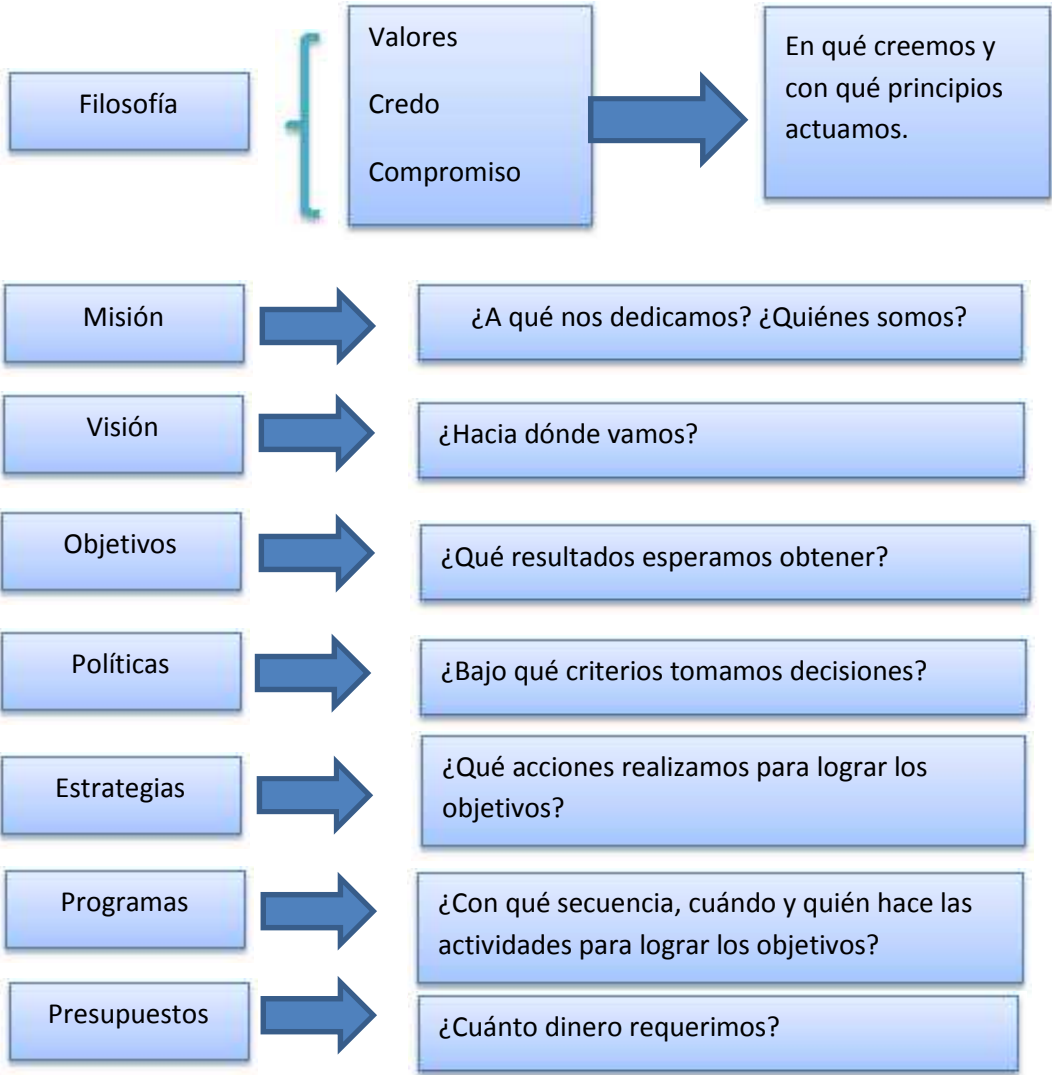 Filosofía
Valores
Credo
Compromiso
En qué creemos y
con qué principios
actuamos.
Misión
¿A qué nos dedicamos? ¿Quiénes somos?
Visión
¿Hacia dónde vamos?
Objetivos
¿Qué resultados esperamos obtener?
Políticas
¿Bajo qué criterios tomamos decisiones?
Estrategias
¿Qué acciones realizamos para lograr los
objetivos?
Programas
¿Con qué secuencia, cuándo y quién hace las
actividades para lograr los objetivos?
Presupuestos
¿Cuánto dinero requerimos?